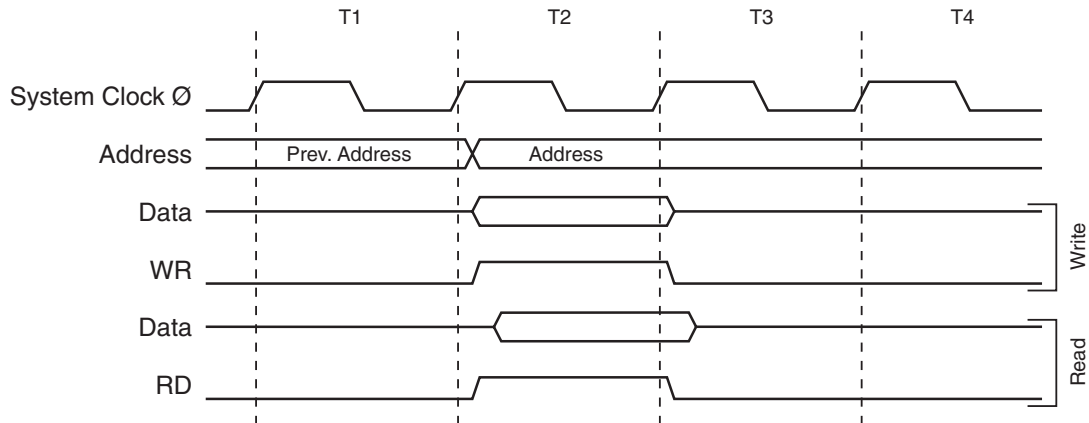 T1 T2 T3 T4
System Clock Ø
Address Prev. Address Address
Data
WR
Write
Data
RD
Read